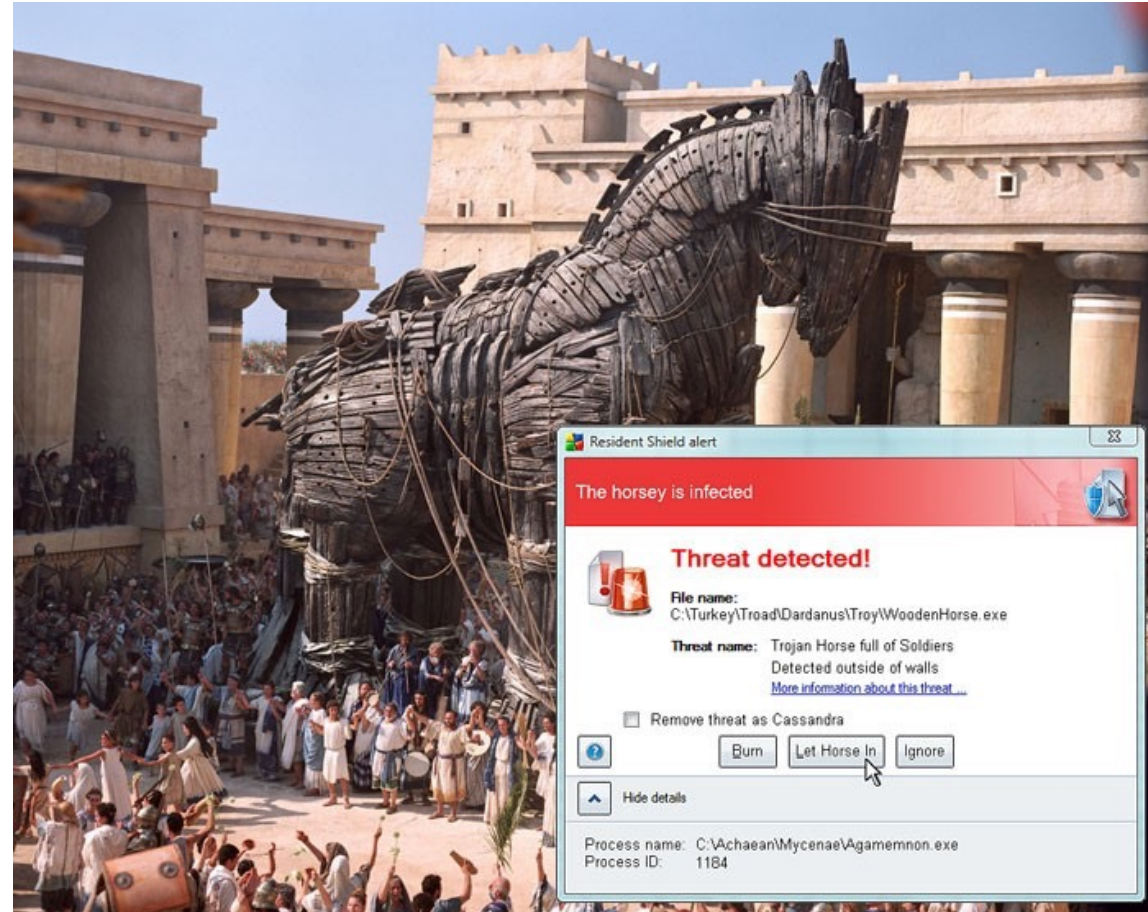 Resident Shield alert
The horsey is infected
Threat detected!
File name:
C:\Turkey\Troad\Dardanus\Troy\WoodenHorse.exe
Threat name: Trojan Horse full of Soldiers
Detected outside of walls
More information about this threat ...
Remove threat as Cassandra
Burn Let Horse In Ignore
Hide details
Process name: C:\Achaean\Mycenae\Agamemnon.exe
Process ID: 1184